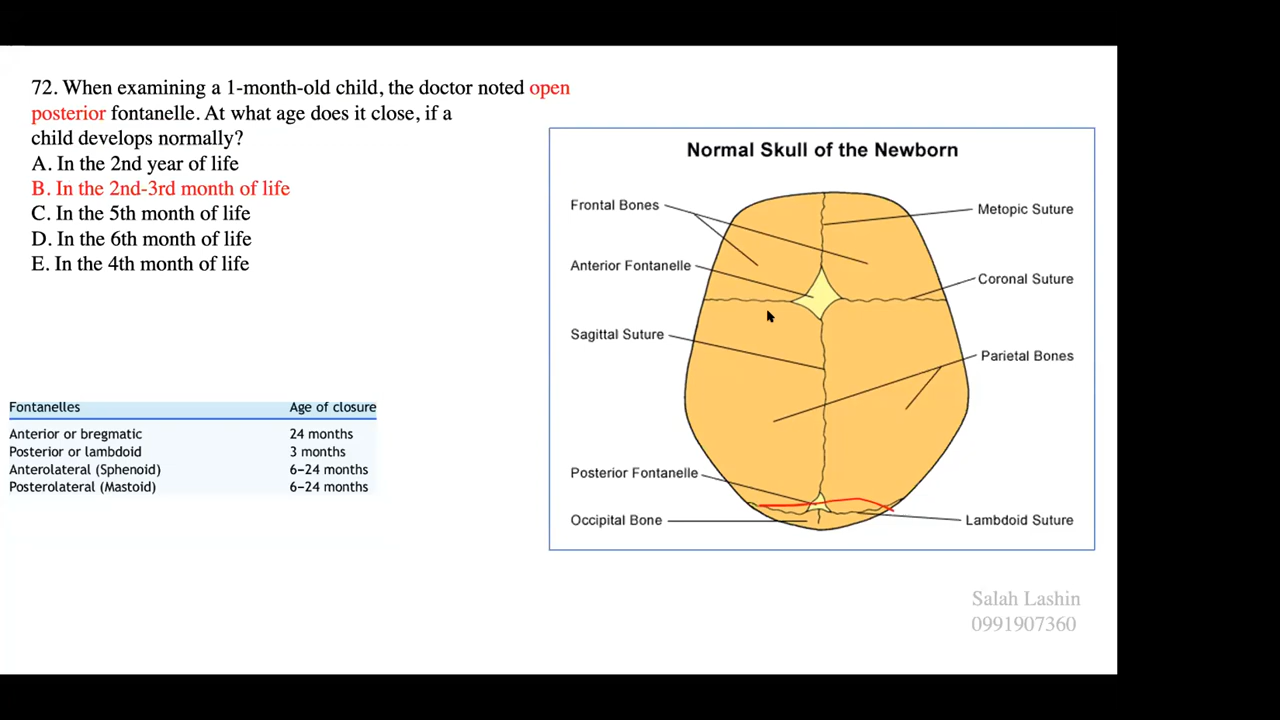 72. When examining a 1-month-old child, the doctor noted open
posterior fontanelle. At what age does it close, if a
child develops normally?
A. In the 2nd year of life
B. In the 2nd-3rd month of life
C. In the 5th month of life
D. In the 6th month of life
E. In the 4th month of life
Fontanelles Age of closure
Anterior or bregmatic 24 months
Posterior or lambdoid 3 months
Anterolateral (Sphenoid) 6–24 months
Posterolateral (Mastoid) 6–24 months
Normal Skull of the Newborn
Frontal Bones
Metopic Suture
Anterior Fontanelle
Coronal Suture
Sagittal Suture
Parietal Bones
Posterior Fontanelle
Occipital Bone
Lambdoid Suture
Salah Lashin
0991907360